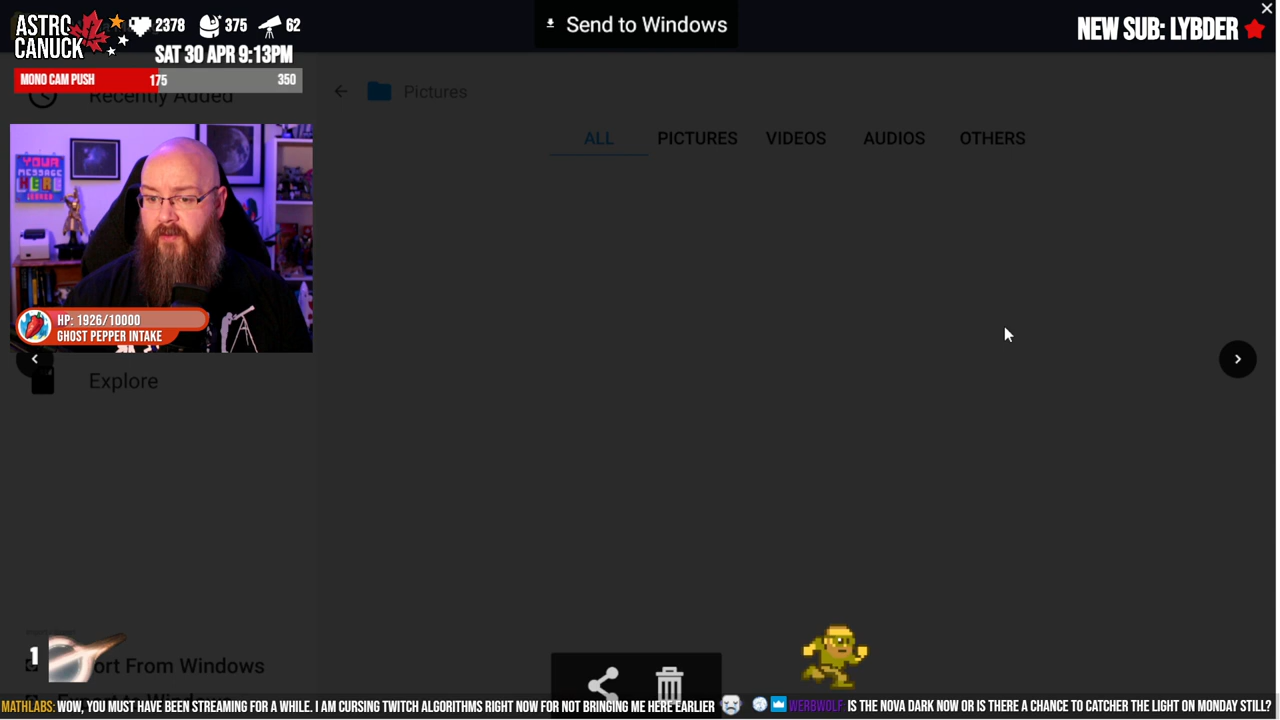 ASTRO
CANUCK
2378
375
62
SAT 30 APR 9:13PM
MONO CAM PUSH 175 350
Send to Windows
NEW SUB: LYBDER
Recently Added
Pictures
ALL PICTURES VIDEOS AUDIOS OTHERS
YOUR
MESSAGE
HERE
HP: 1926/10000
GHOST PEPPER INTAKE
Explore
1
ort From Windows
MATHLABS: WOW, YOU MUST HAVE BEEN STREAMING FOR A WHILE. I AM CURSING TWITCH ALGORITHMS RIGHT NOW FOR NOT BRINGING ME HERE EARLIER WERBWOLF: IS THE NOVA DARK NOW OR IS THERE A CHANCE TO CATCHER THE LIGHT ON MONDAY STILL?